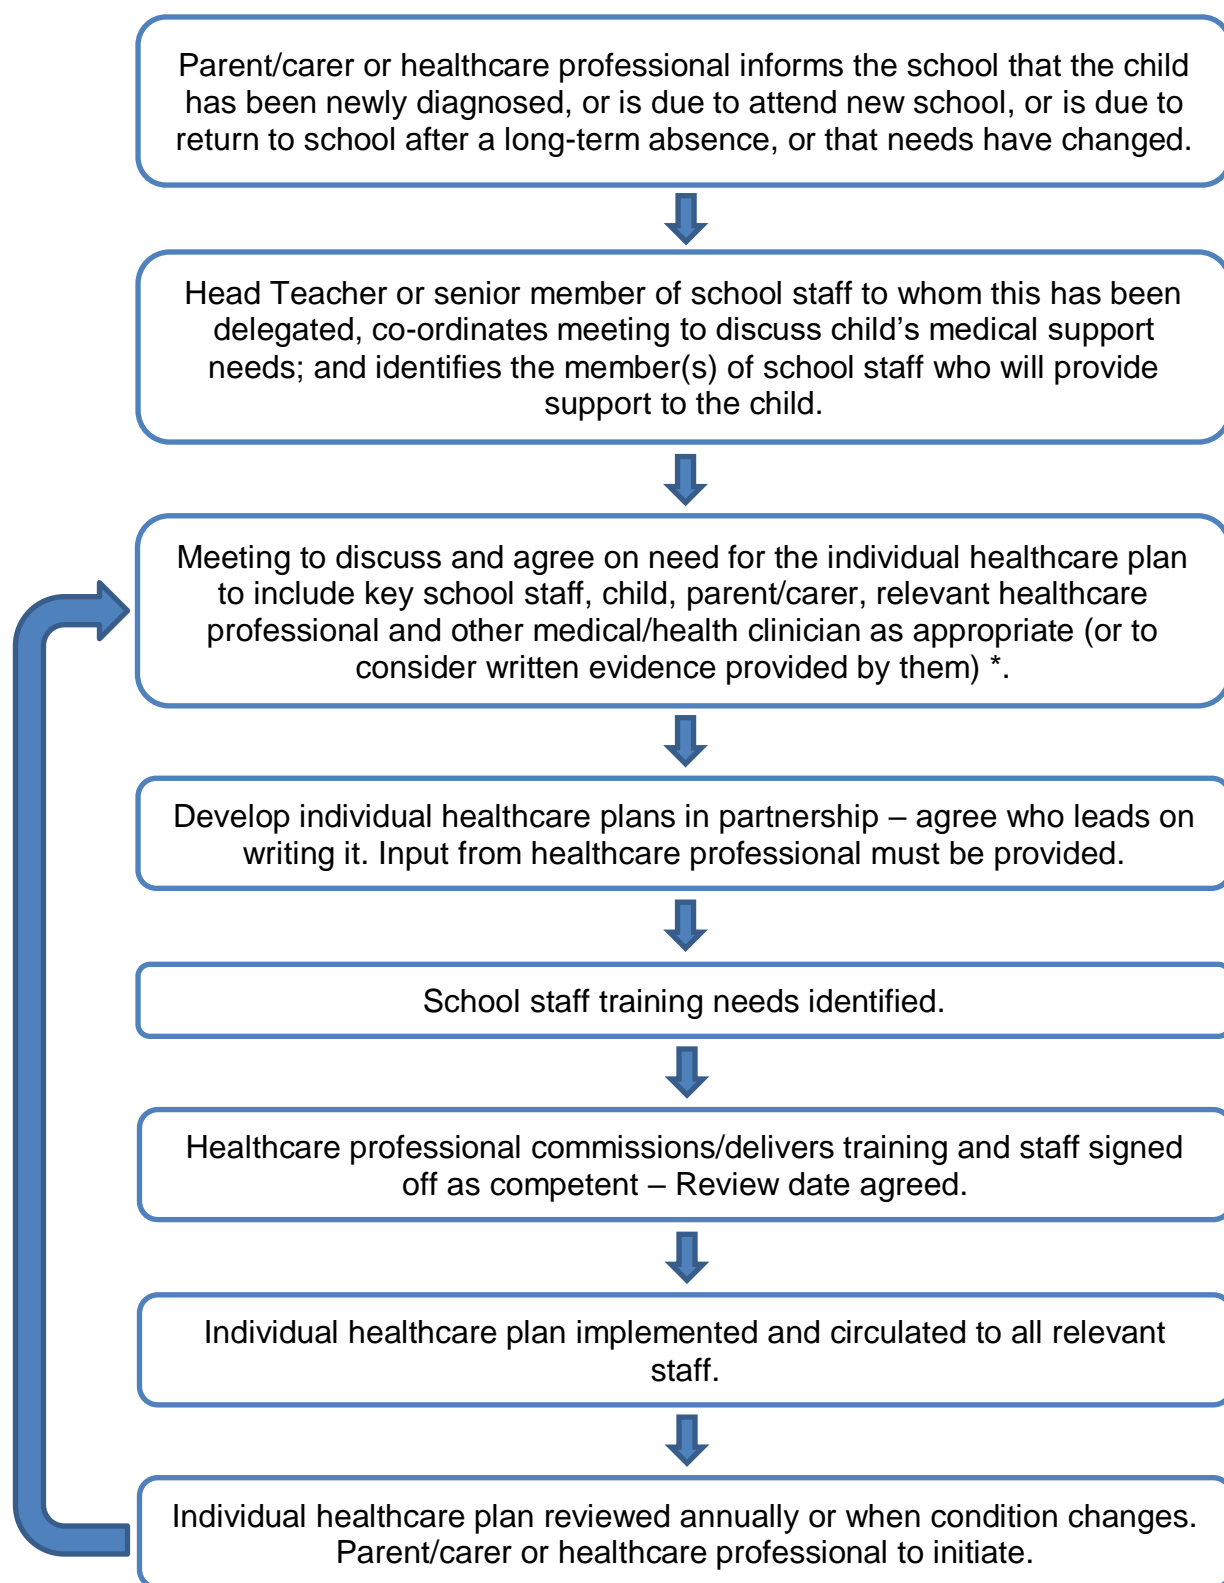 Parent/carer or healthcare professional informs the school that the child
has been newly diagnosed, or is due to attend new school, or is due to
return to school after a long-term absence, or that needs have changed.
Head Teacher or senior member of school staff to whom this has been
delegated, co-ordinates meeting to discuss child’s medical support
needs; and identifies the member(s) of school staff who will provide
support to the child.
Meeting to discuss and agree on need for the individual healthcare plan
to include key school staff, child, parent/carer, relevant healthcare
professional and other medical/health clinician as appropriate (or to
consider written evidence provided by them) *.
Develop individual healthcare plans in partnership – agree who leads on
writing it. Input from healthcare professional must be provided.
School staff training needs identified.
Healthcare professional commissions/delivers training and staff signed
off as competent – Review date agreed.
Individual healthcare plan implemented and circulated to all relevant
staff.
Individual healthcare plan reviewed annually or when condition changes.
Parent/carer or healthcare professional to initiate.